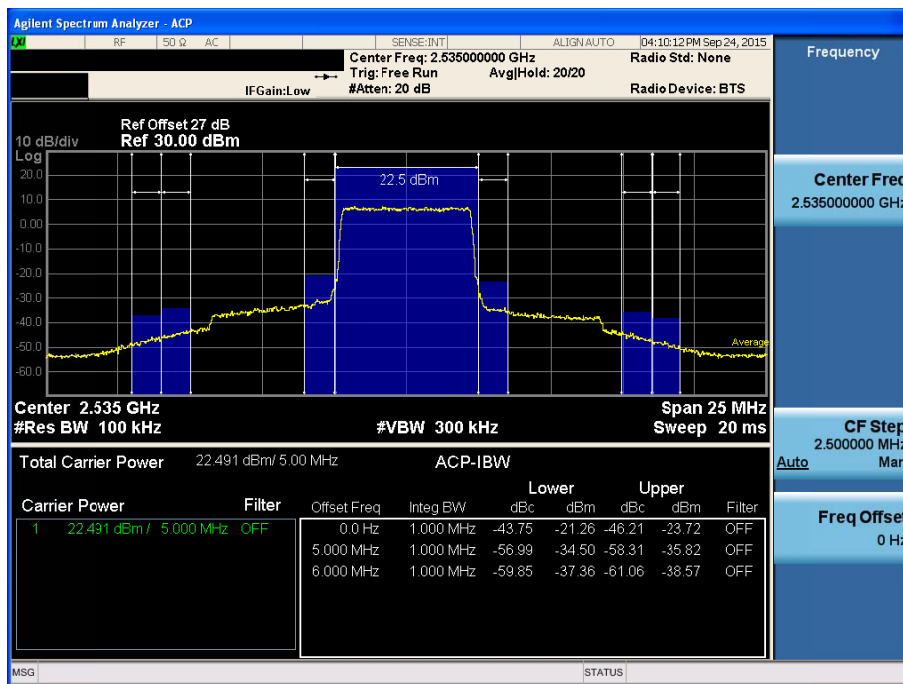 Agilent Spectrum Analyzer - ACP
LXI RF 50 Ω AC SENSE:INT ALIGN AUTO 04:10:12 PM Sep 24, 2015
Center Freq: 2.535000000 GHz Radio Std: None
Trig: Free Run Avg|Hold: 20/20
IFGain:Low #Atten: 20 dB Radio Device: BTS
Ref Offset 27 dB
10 dB/div Ref 30.00 dBm
Log
20.0
10.0
0.00
-10.0
-20.0
-30.0
-40.0
-50.0
-60.0
22.5 dBm
Average
Center 2.535 GHz Span 25 MHz
#Res BW 100 kHz #VBW 300 kHz Sweep 20 ms
Total Carrier Power 22.491 dBm/ 5.00 MHz ACP-IBW
Lower Upper
Carrier Power Filter Offset Freq Integ BW dBc dBm dBc dBm Filter
1 22.491 dBm / 5.000 MHz OFF 0.0 Hz 1.000 MHz -43.75 -21.26 -46.21 -23.72 OFF
5.000 MHz 1.000 MHz -56.99 -34.50 -58.31 -35.82 OFF
6.000 MHz 1.000 MHz -59.85 -37.36 -61.06 -38.57 OFF
MSG STATUS
Frequency
Center Freq
2.535000000 GHz
CF Step
2.500000 MHz
Auto Man
Freq Offset
0 Hz